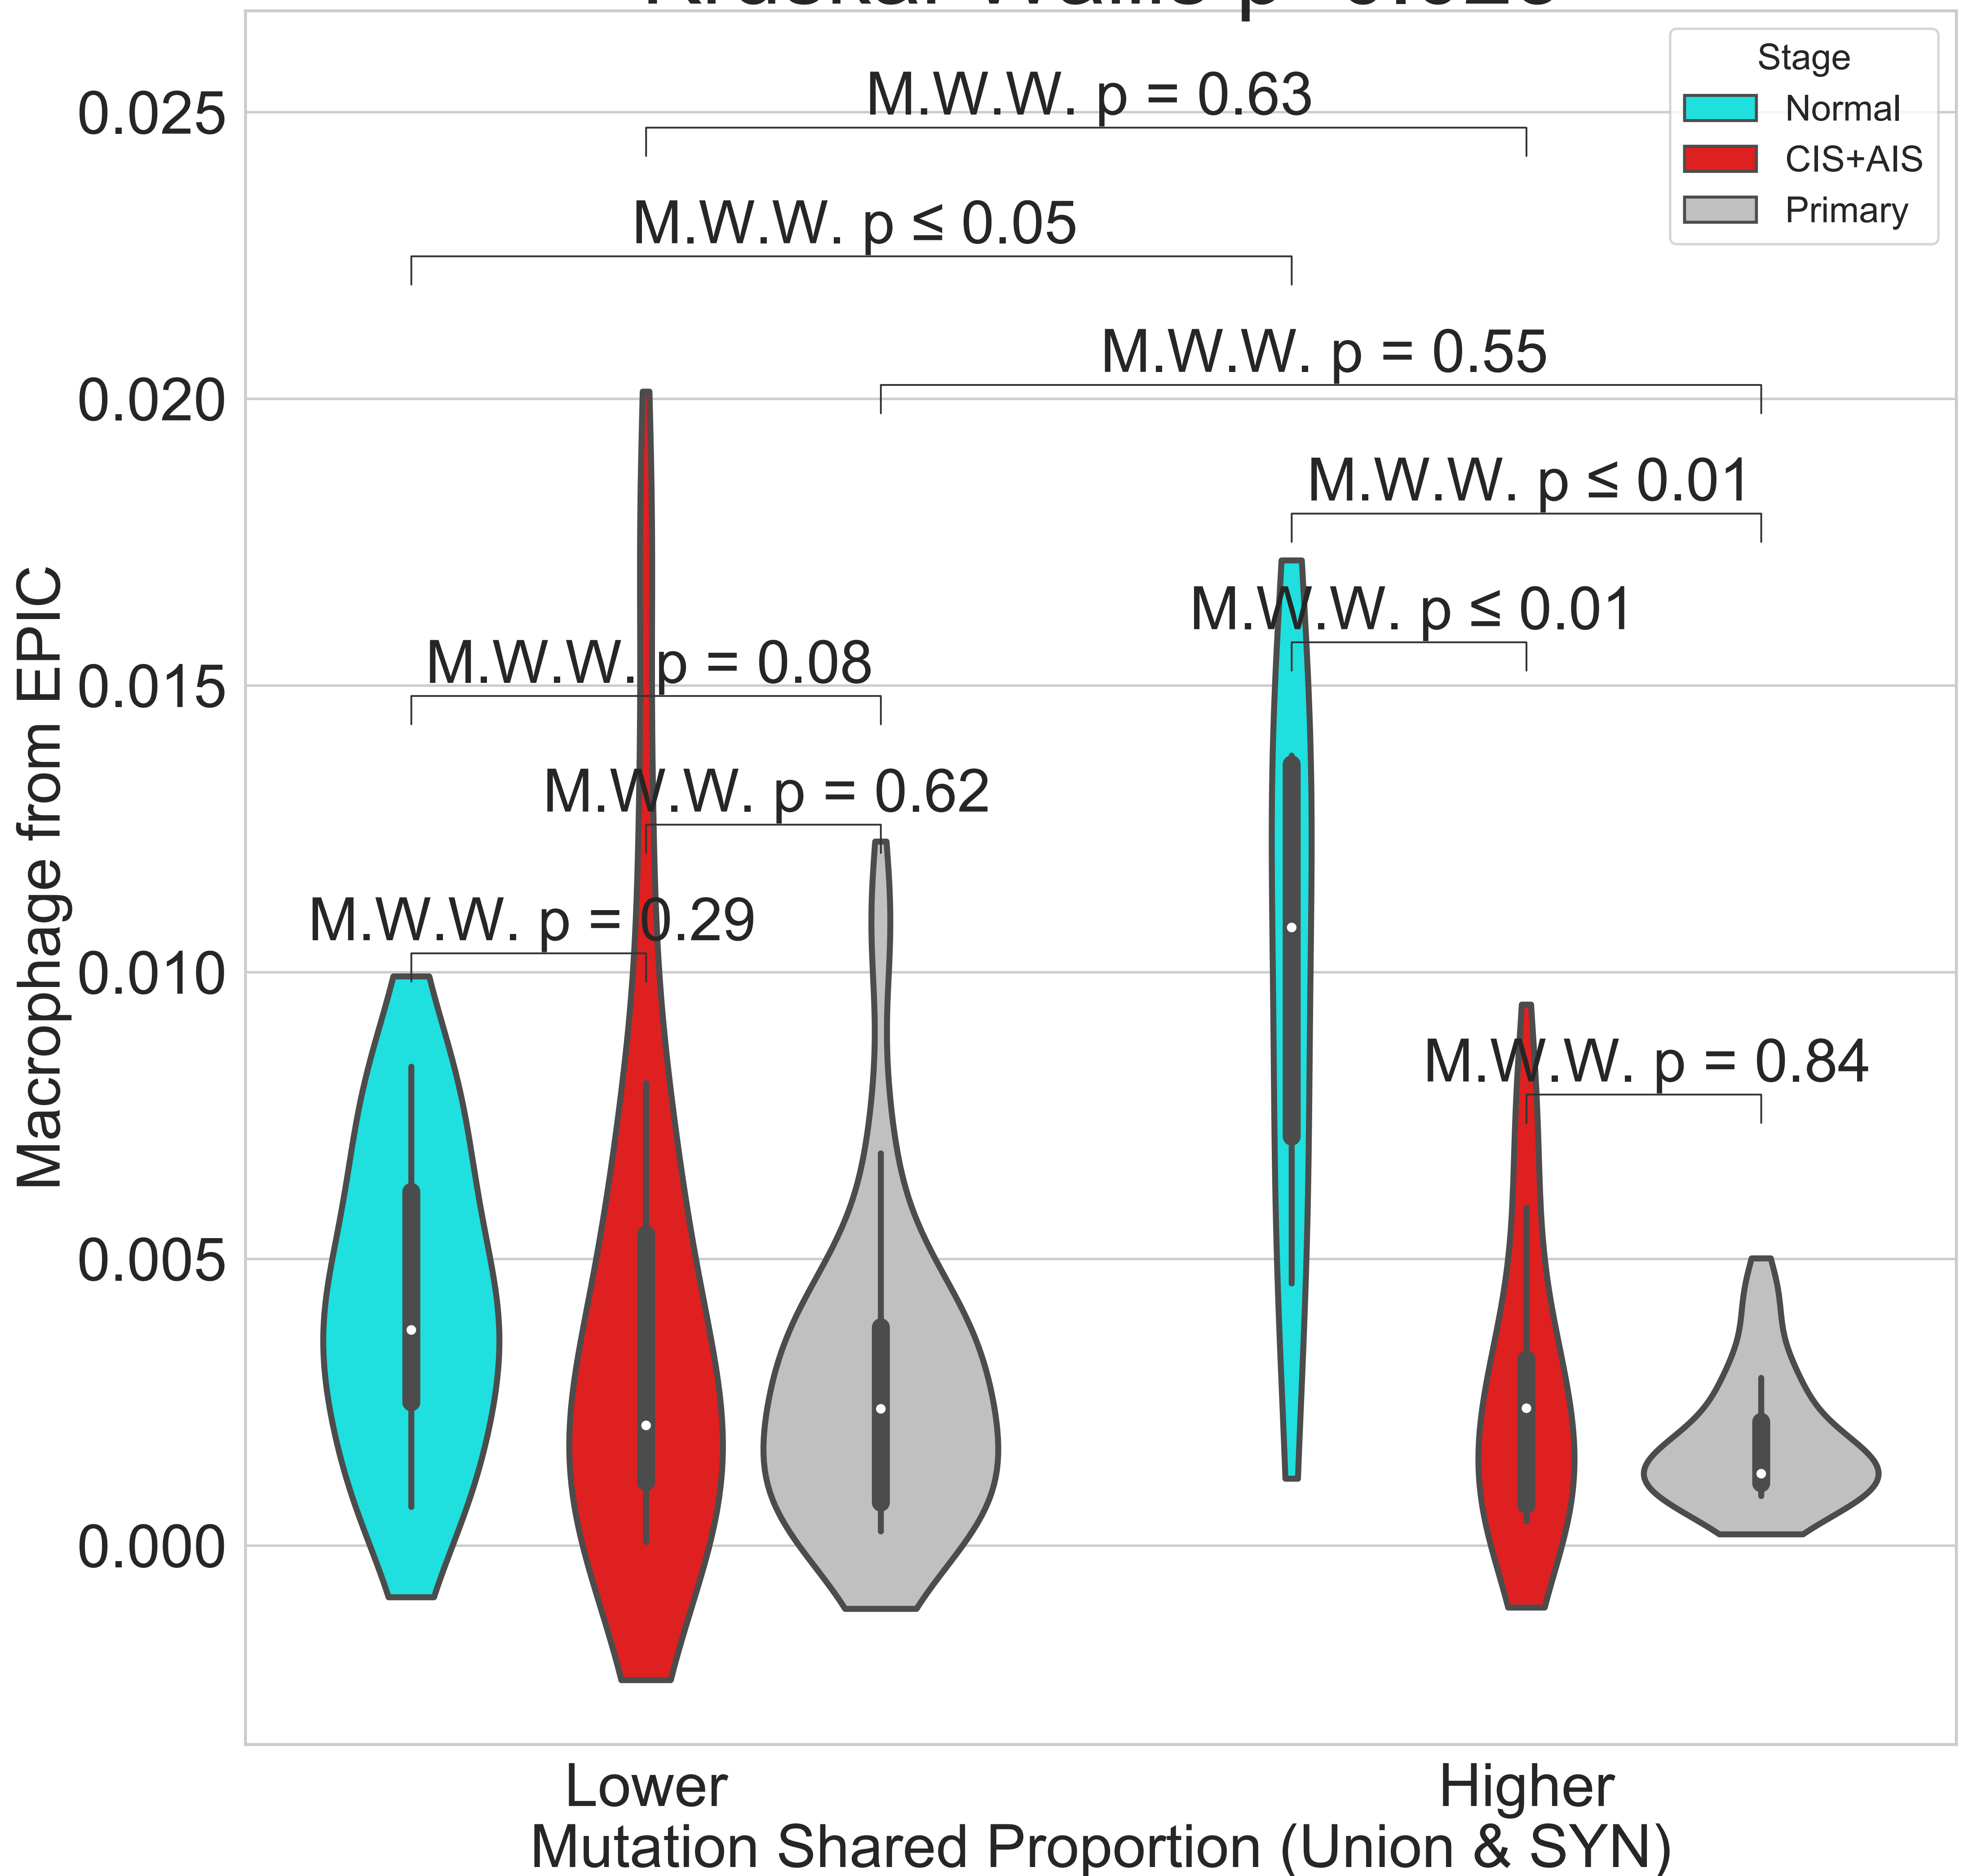 Stage
Normal
CIS+AIS
Primary
M.W.W. p = 0.63
M.W.W. p ≤ 0.05
M.W.W. p = 0.55
M.W.W. p ≤ 0.01
M.W.W. p ≤ 0.01
M.W.W. p = 0.08
M.W.W. p = 0.62
M.W.W. p = 0.29
M.W.W. p = 0.84
0.025
0.020
0.015
0.010
0.005
0.000
Macrophage from EPIC
Lower
Higher
Mutation Shared Proportion (Union & SYN)